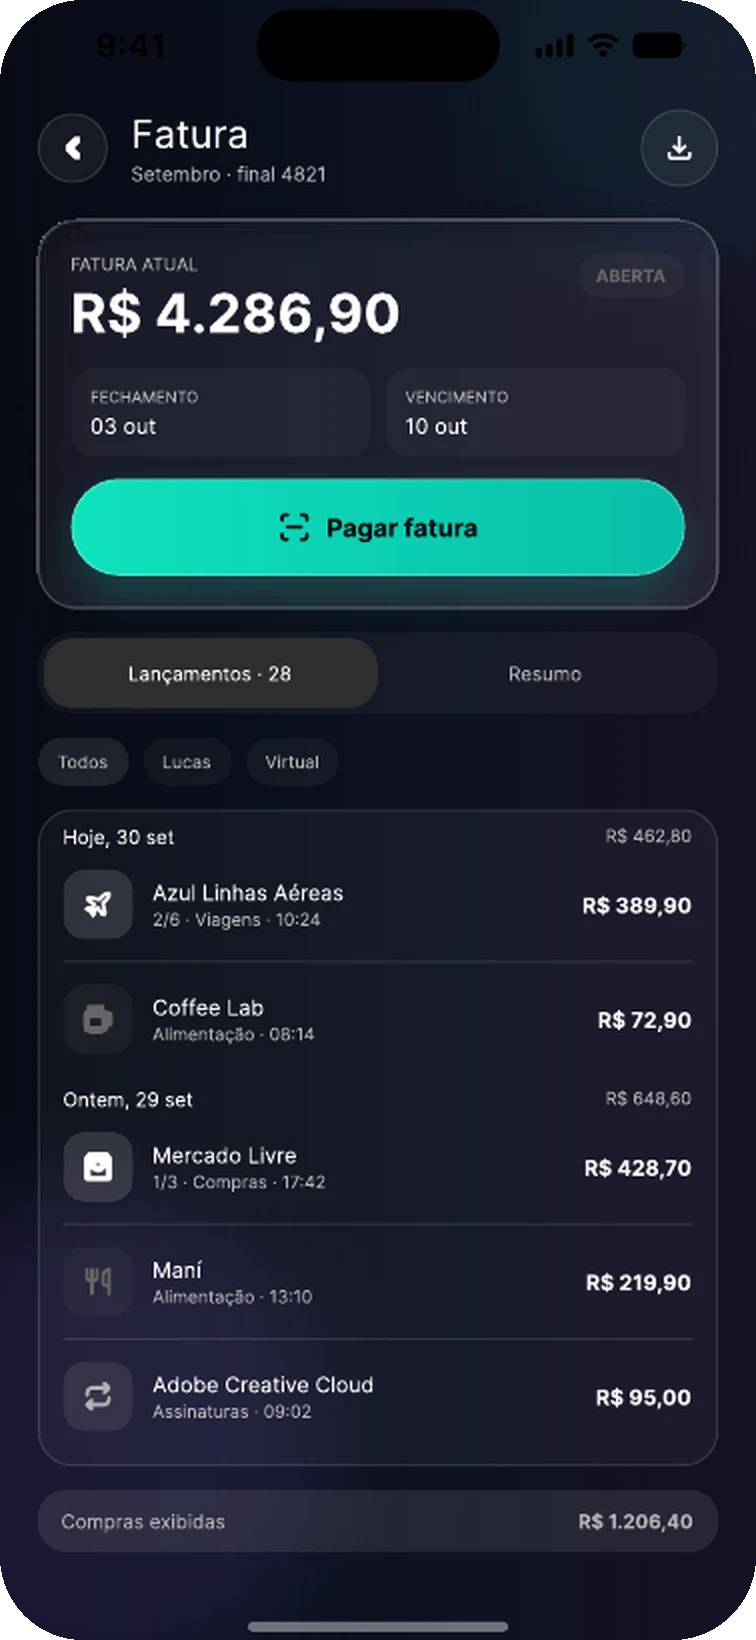 9:41
Fatura
Setembro · final 4821
FATURA ATUAL
ABERTA
R$ 4.286,90
FECHAMENTO
03 out
VENCIMENTO
10 out
Pagar fatura
Lançamentos · 28
Resumo
Todos
Lucas
Virtual
Hoje, 30 set
R$ 462,80
Azul Linhas Aéreas
2/6 · Viagens · 10:24
R$ 389,90
Coffee Lab
Alimentação · 08:14
R$ 72,90
Ontem, 29 set
R$ 648,60
Mercado Livre
1/3 · Compras · 17:42
R$ 428,70
Maní
Alimentação · 13:10
R$ 219,90
Adobe Creative Cloud
Assinaturas · 09:02
R$ 95,00
Compras exibidas
R$ 1.206,40